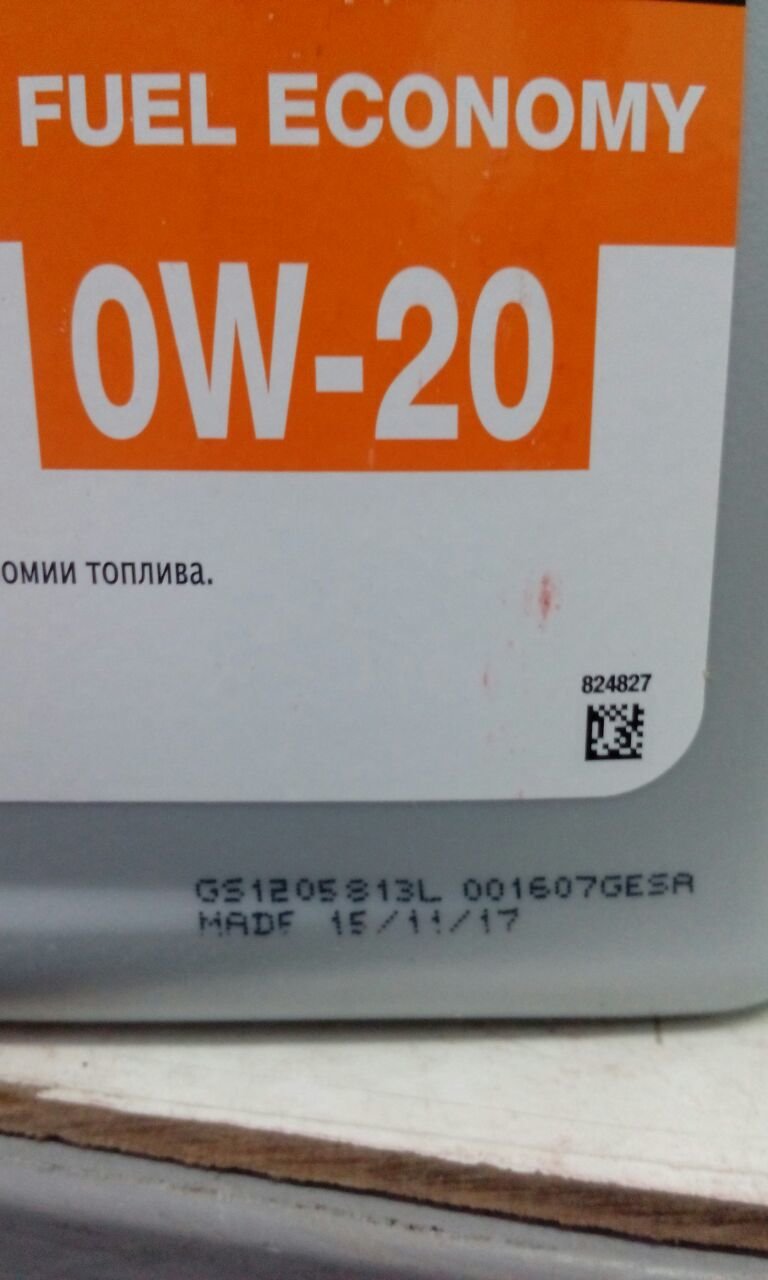 FUEL ECONOMY
0W-20
омии топлива.
824827
GS1205813L 001607GESA
MADE 15/11/17